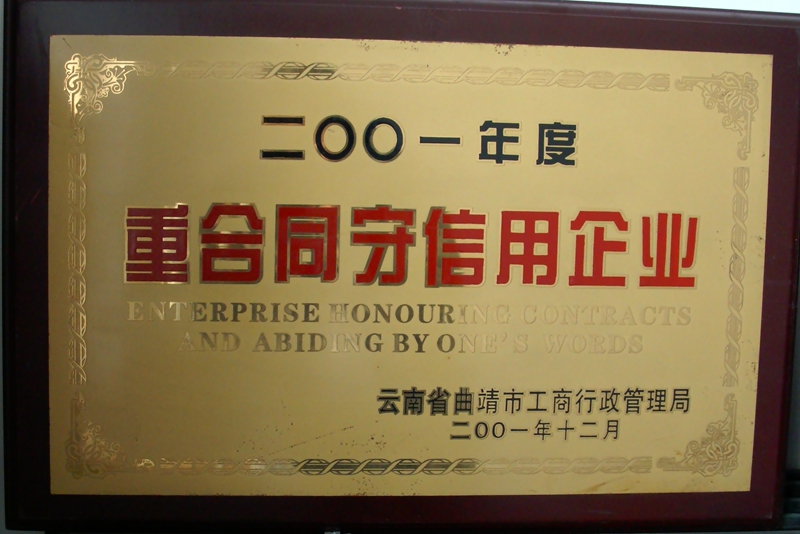 二〇〇一年度
重合同守信用企业
ENTERPRISE HONOURING CONTRACTS
AND ABIDING BY ONE'S WORDS
云南省曲靖市工商行政管理局
二〇〇一年十二月